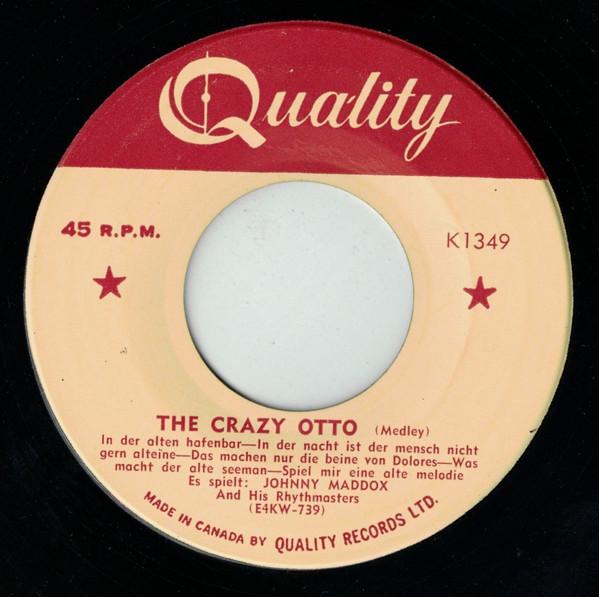 Quality
45 R.P.M.
K1349
THE CRAZY OTTO (Medley)
In der alten hafenbar—In der nacht ist der mensch nicht
gern alteine—Das machen nur die beine von Dolores—Was
macht der alte seeman—Spiel mir eine alte melodie
Es spielt: JOHNNY MADDOX
And His Rhythmasters
(E4KW-739)
MADE IN CANADA BY QUALITY RECORDS LTD.